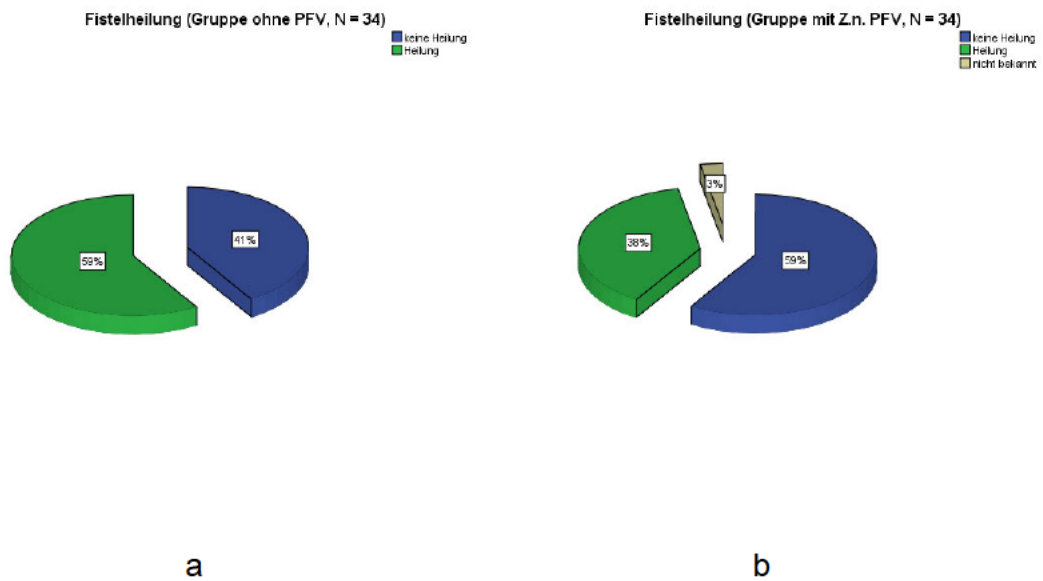 Fistelheilung (Gruppe ohne PFV, N = 34)
keine Heilung
Heilung
59%
41%
a
Fistelheilung (Gruppe mit Z.n. PFV, N = 34)
keine Heilung
Heilung
nicht bekannt
3%
38%
59%
b